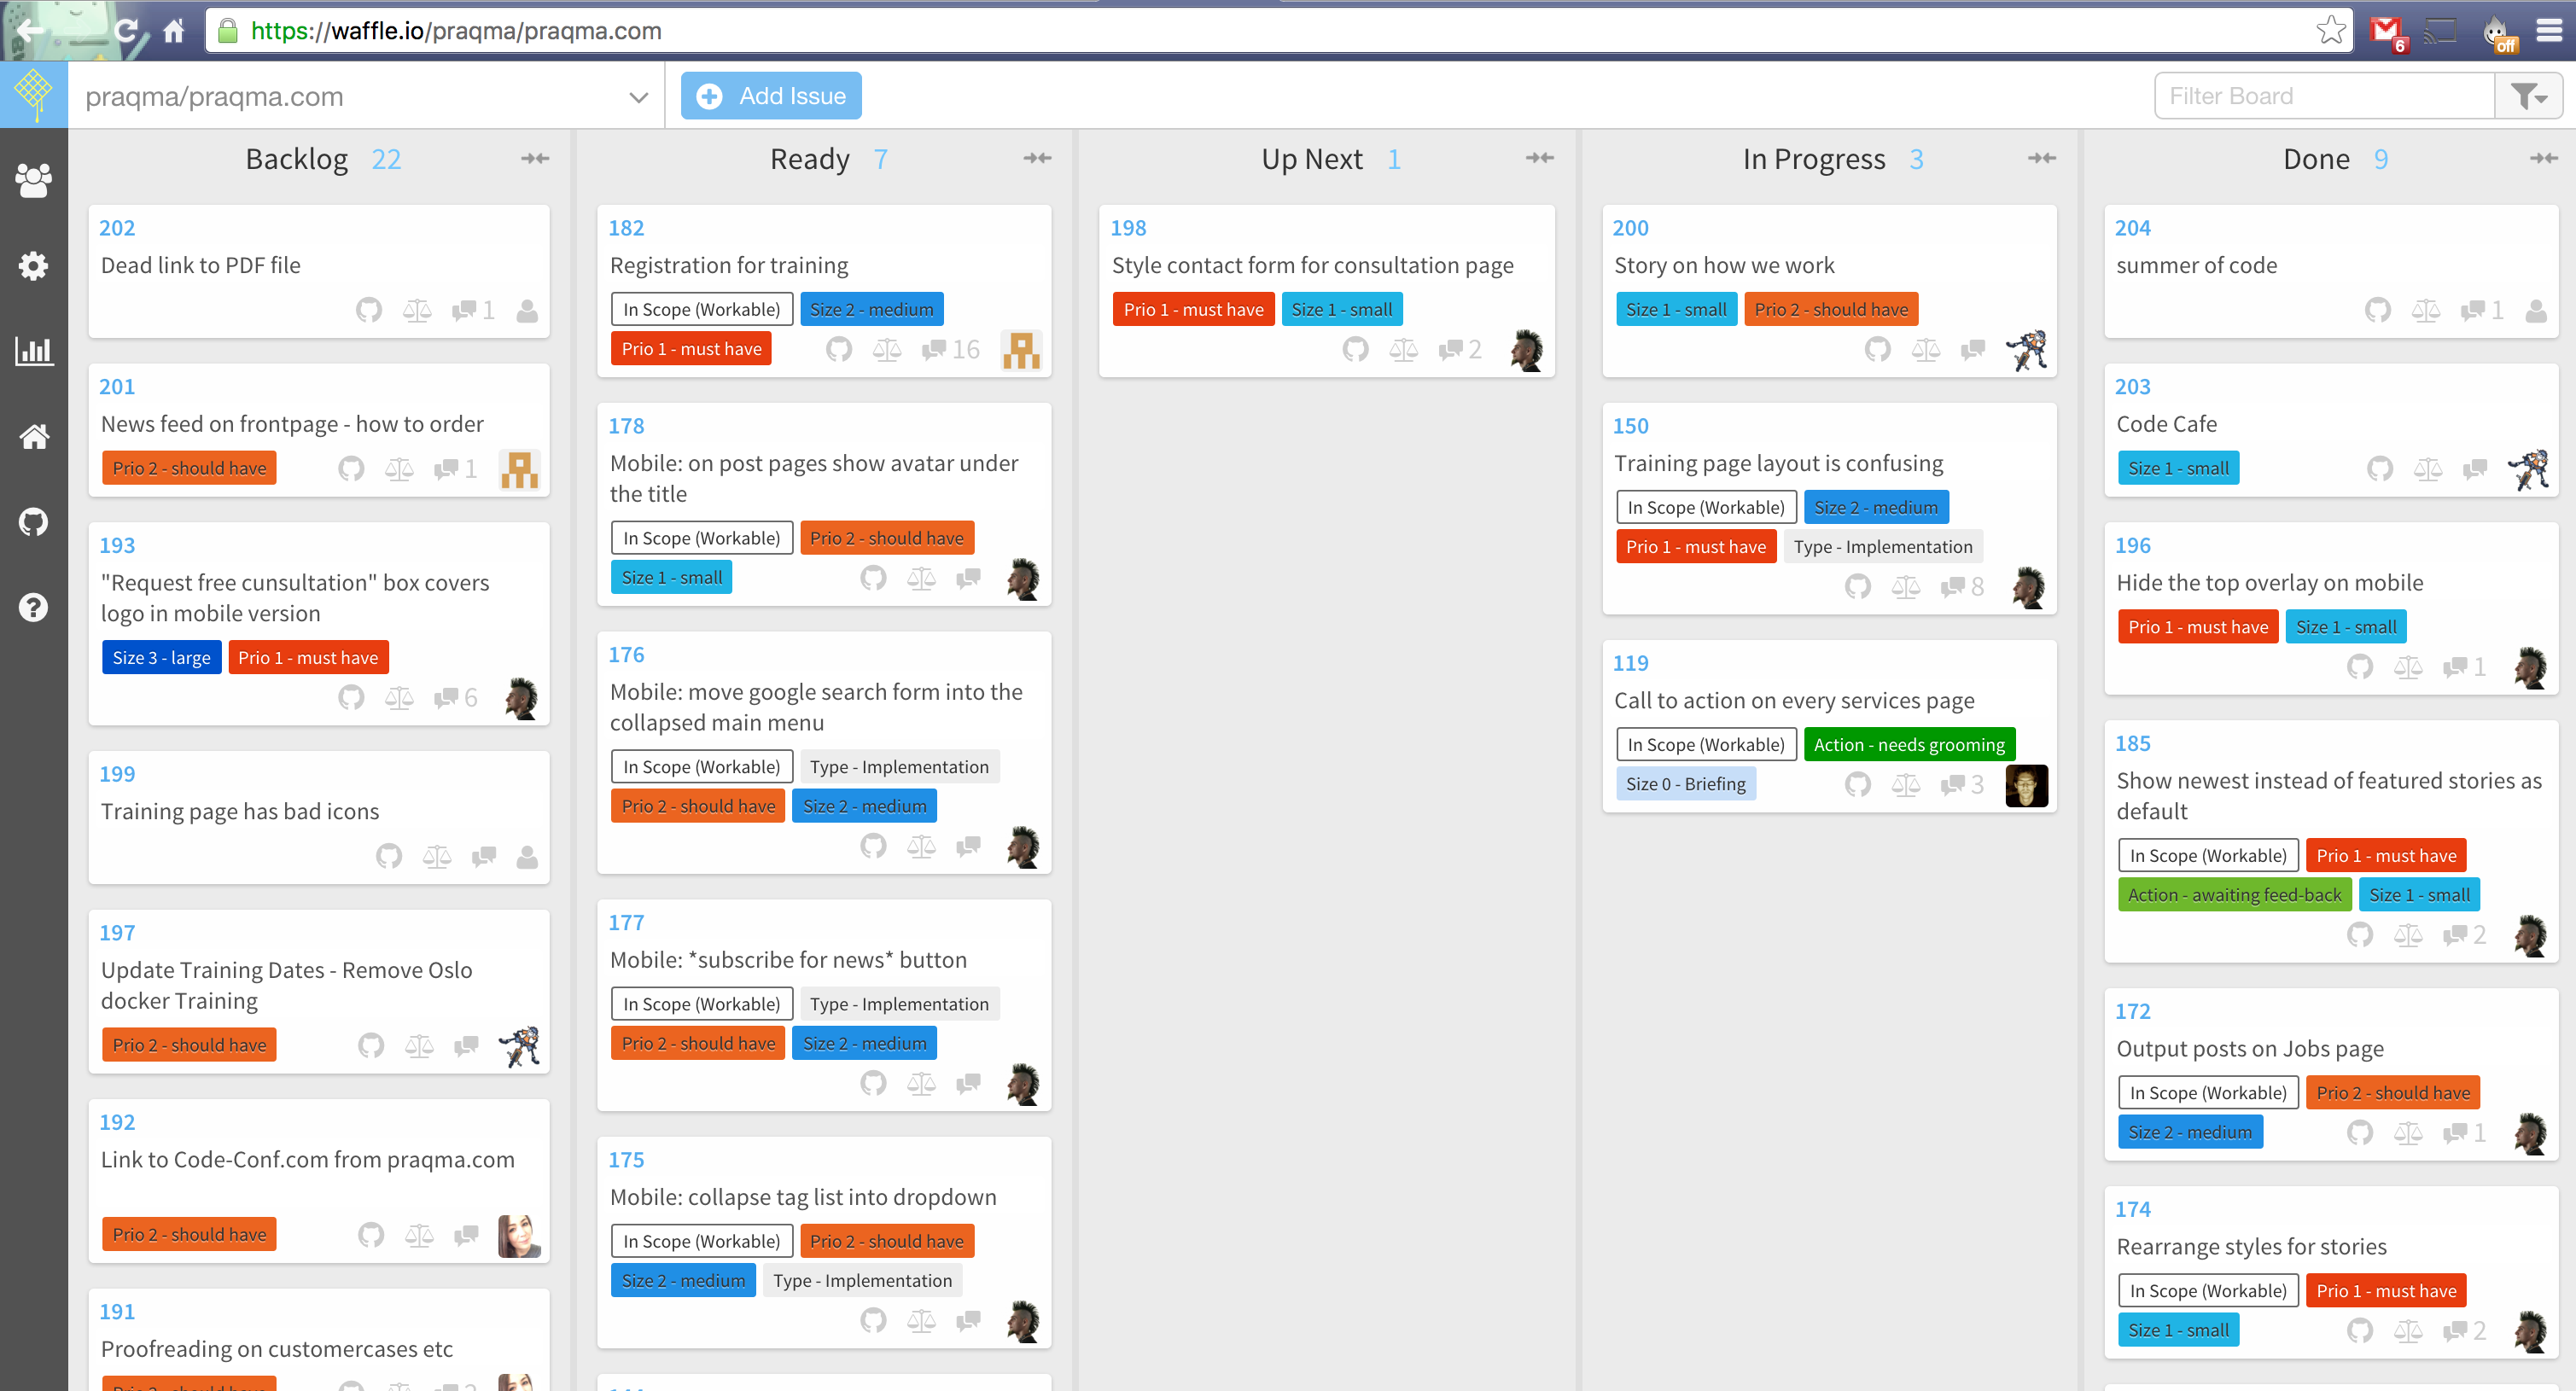 https://waffle.io/praqma/praqma.com
6
off
praqma/praqma.com
Add Issue
Filter Board
Backlog 22
202
Dead link to PDF file
1
201
News feed on frontpage - how to order
Prio 2 - should have
1
193
"Request free cunsultation" box covers
logo in mobile version
Size 3 - large Prio 1 - must have
6
199
Training page has bad icons
197
Update Training Dates - Remove Oslo
docker Training
Prio 2 - should have
192
Link to Code-Conf.com from praqma.com
Prio 2 - should have
191
Proofreading on customercases etc
Prio 2 - should have
Ready 7
182
Registration for training
In Scope (Workable) Size 2 - medium
Prio 1 - must have 16
178
Mobile: on post pages show avatar under
the title
In Scope (Workable) Prio 2 - should have
Size 1 - small
176
Mobile: move google search form into the
collapsed main menu
In Scope (Workable) Type - Implementation
Prio 2 - should have Size 2 - medium
177
Mobile: *subscribe for news* button
In Scope (Workable) Type - Implementation
Prio 2 - should have Size 2 - medium
175
Mobile: collapse tag list into dropdown
In Scope (Workable) Prio 2 - should have
Size 2 - medium Type - Implementation
Up Next 1
198
Style contact form for consultation page
Prio 1 - must have Size 1 - small
2
In Progress 3
200
Story on how we work
Size 1 - small Prio 2 - should have
150
Training page layout is confusing
In Scope (Workable) Size 2 - medium
Prio 1 - must have Type - Implementation
8
119
Call to action on every services page
In Scope (Workable) Action - needs grooming
Size 0 - Briefing 3
Done 9
204
summer of code
1
203
Code Cafe
Size 1 - small
196
Hide the top overlay on mobile
Prio 1 - must have Size 1 - small
1
185
Show newest instead of featured stories as
default
In Scope (Workable) Prio 1 - must have
Action - awaiting feed-back Size 1 - small
2
172
Output posts on Jobs page
In Scope (Workable) Prio 2 - should have
Size 2 - medium 1
174
Rearrange styles for stories
In Scope (Workable) Prio 1 - must have
Size 1 - small 2